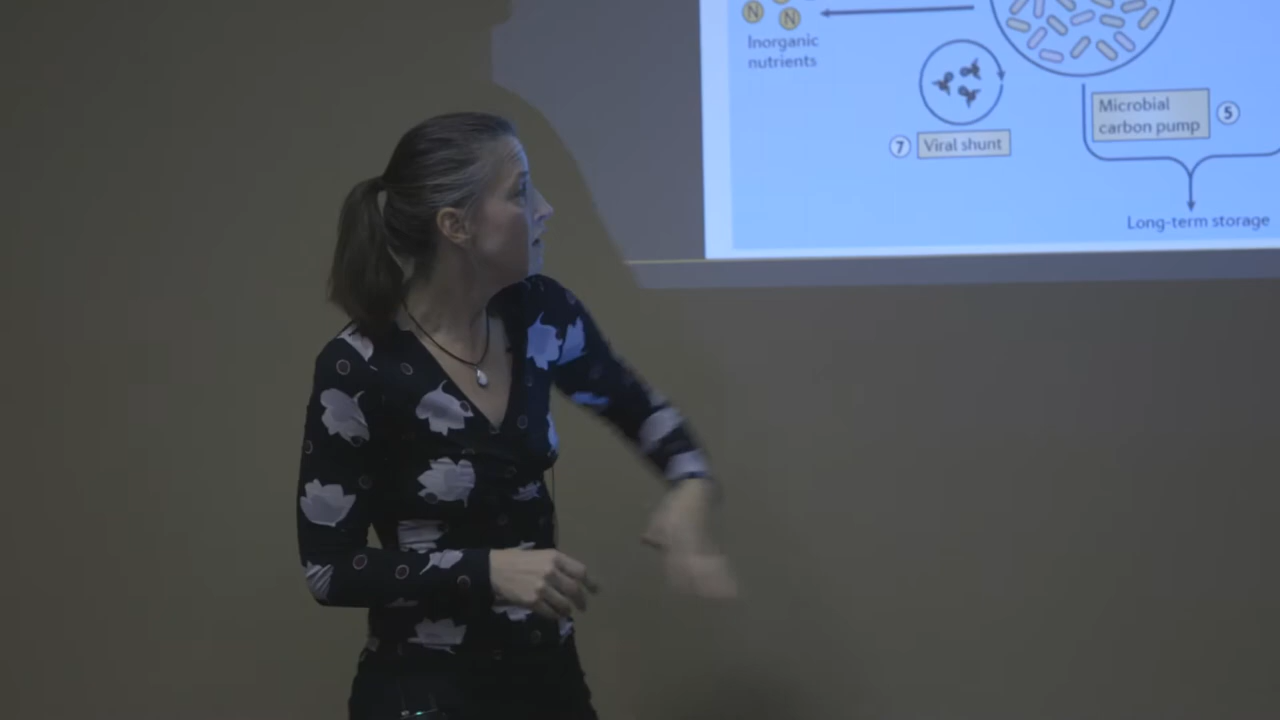 N
N
Inorganic
nutrients
Microbial
carbon pump
5
7
Viral shunt
Long-term storage